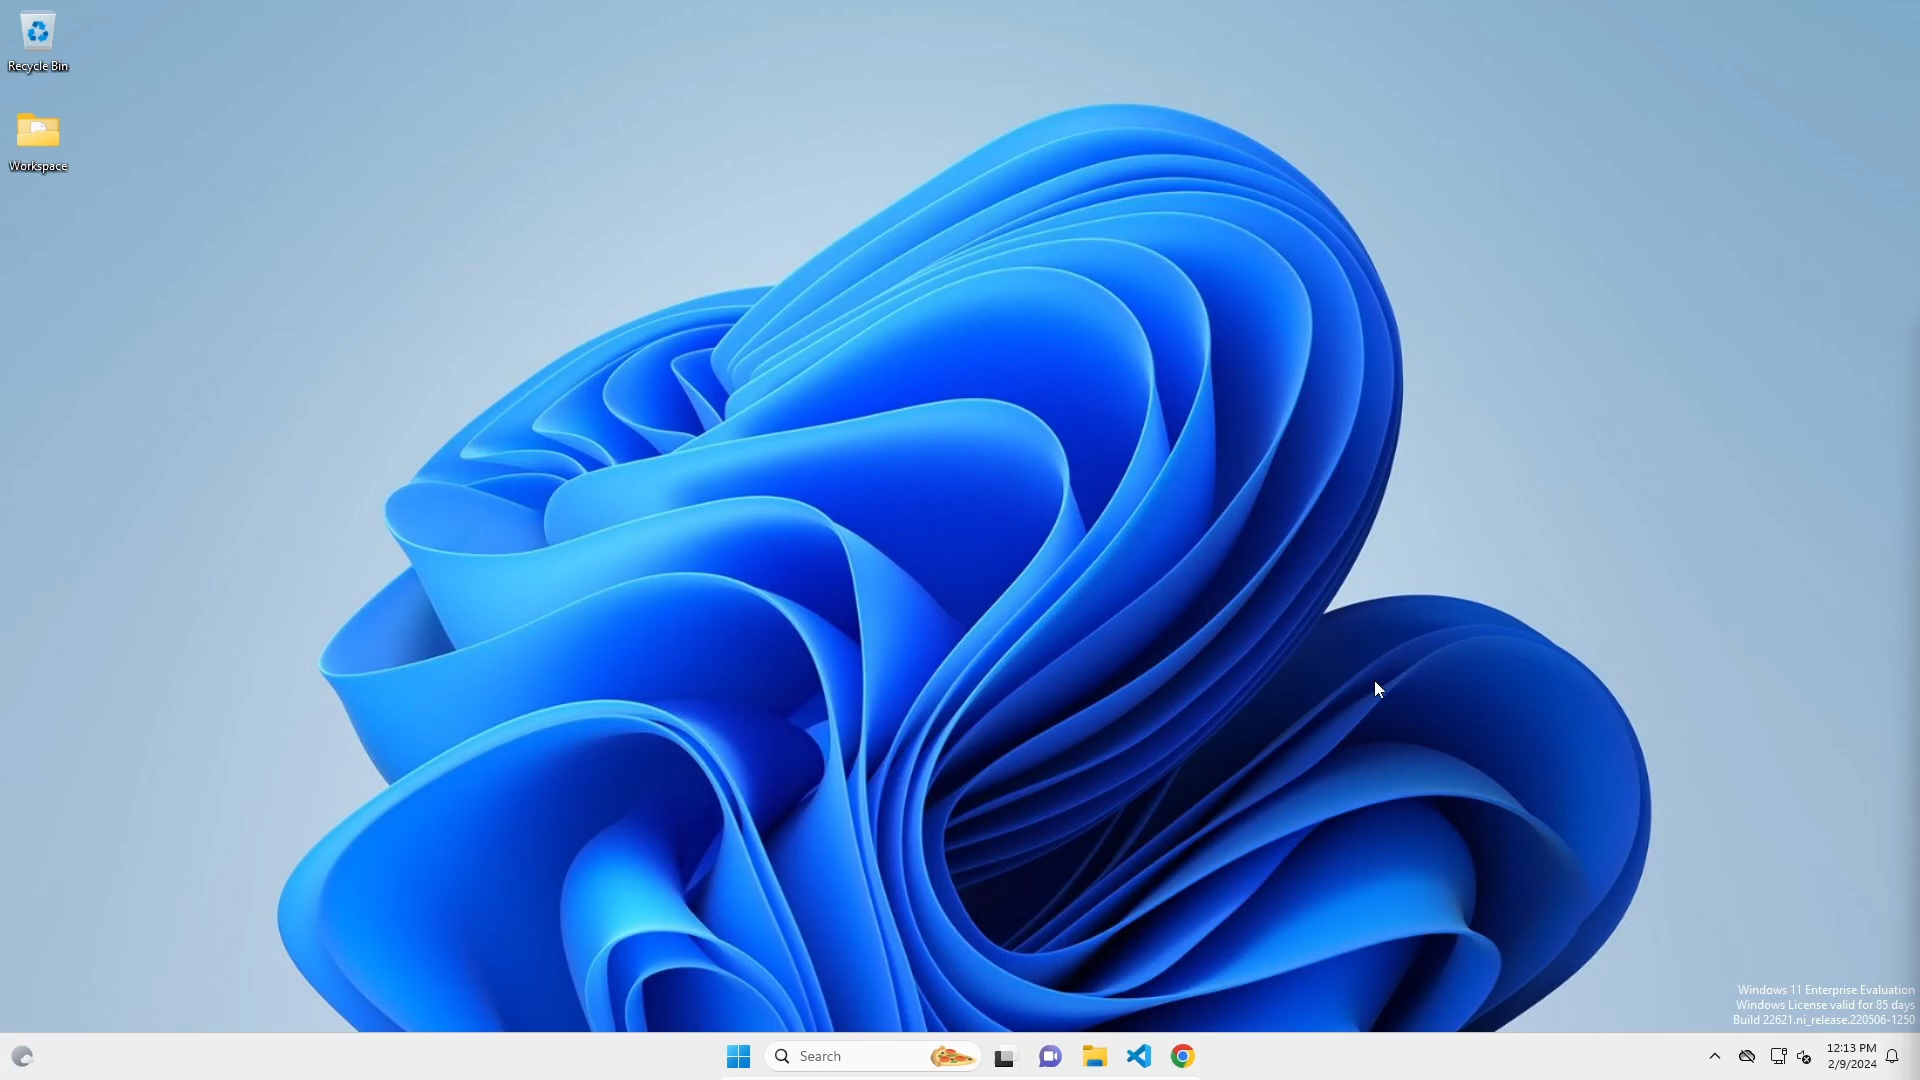 Recycle Bin
Workspace
Windows 11 Enterprise Evaluation
Windows License valid for 85 days
Build 22621.ni_release.220506-1250
Search
12:13 PM
2/9/2024